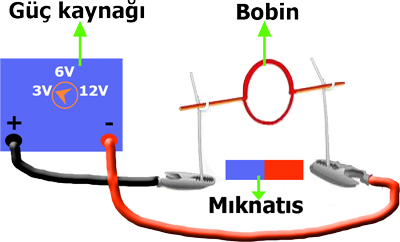 Güç kaynağı
Bobin
6V
3V 12V
+ -
Mıknatıs